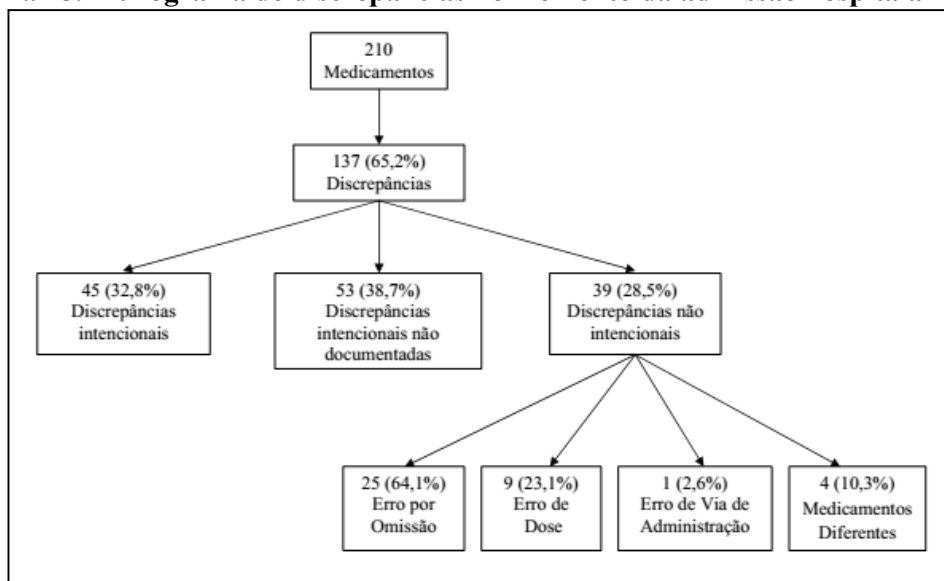 210
Medicamentos
137 (65,2%)
Discrepâncias
45 (32,8%)
Discrepâncias
intencionais
53 (38,7%)
Discrepâncias
intencionais não
documentadas
39 (28,5%)
Discrepâncias não
intencionais
25 (64,1%)
Erro por
Omissão
9 (23,1%)
Erro de
Dose
1 (2,6%)
Erro de Via de
Administração
4 (10,3%)
Medicamentos
Diferentes